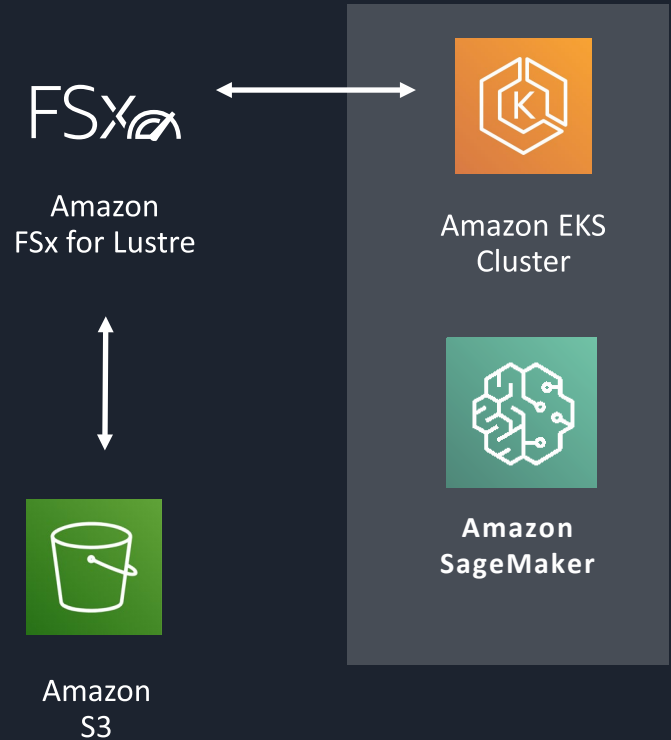 FSx
Amazon
FSx for Lustre
K
Amazon EKS
Cluster
Amazon
SageMaker
Amazon
S3